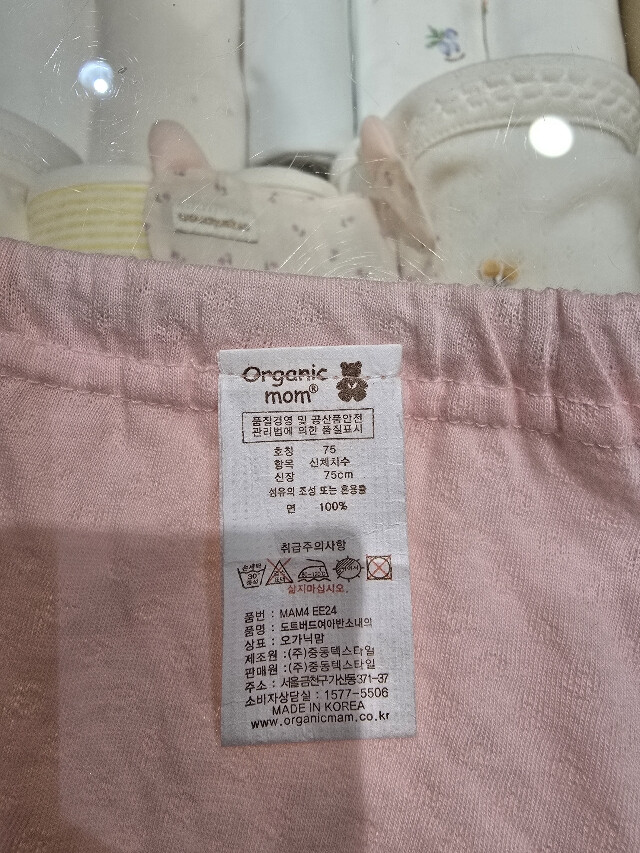 Organic
mom®
품질경영 및 공산품안전
관리법에 의한 품질표시
호칭 75
항목 신체치수
신장 75cm
섬유의 조성 또는 혼용률
면 100%
취급주의사항
손세탁
30°
중성
삶지마십시오.
품번 : MAM4 EE24
품명 : 도트버드여아반소내의
상표 : 오가닉맘
제조원 : (주)중동텍스타일
판매원 : (주)중동텍스타일
주소 : 서울금천구가산동371-37
소비자상담실 : 1577-5506
MADE IN KOREA
www.organicmam.co.kr